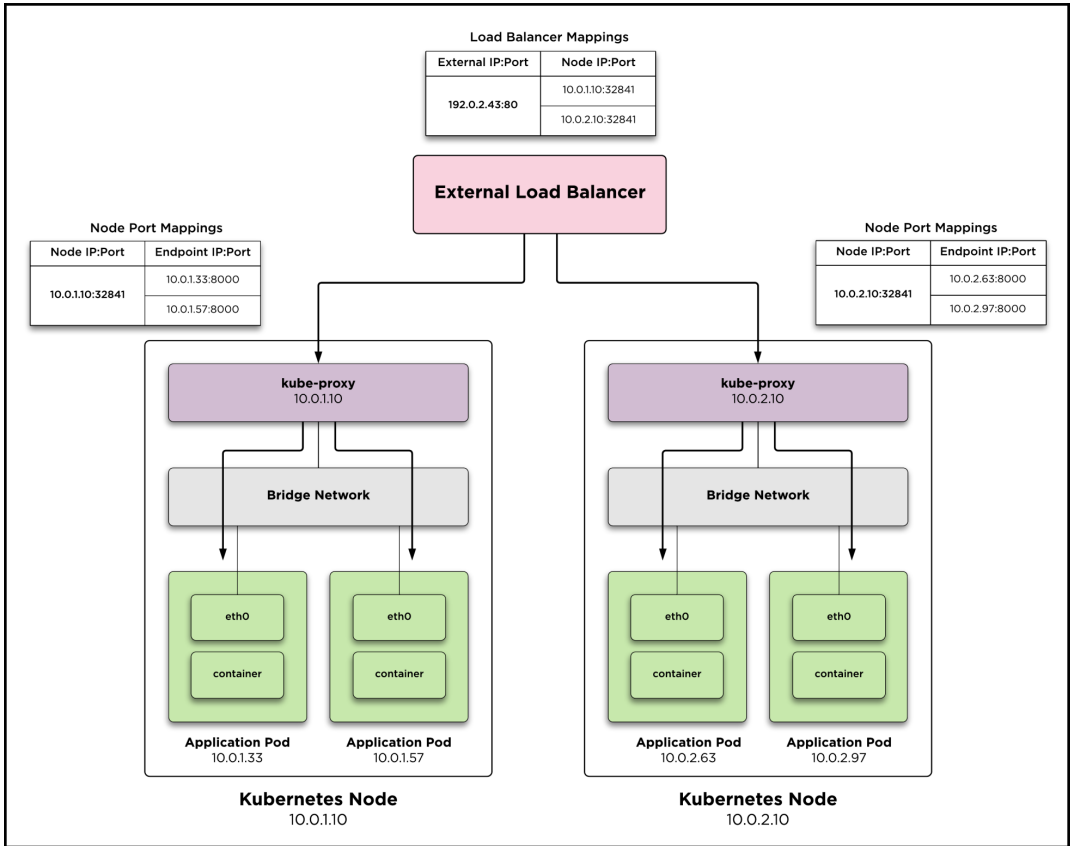 Load Balancer Mappings
External IP:Port Node IP:Port
192.0.2.43:80
10.0.1.10:32841
10.0.2.10:32841
External Load Balancer
Node Port Mappings
Node IP:Port Endpoint IP:Port
10.0.1.10:32841
10.0.1.33:8000
10.0.1.57:8000
Node Port Mappings
Node IP:Port Endpoint IP:Port
10.0.2.10:32841
10.0.2.63:8000
10.0.2.97:8000
kube-proxy
10.0.1.10
Bridge Network
eth0
container
Application Pod
10.0.1.33
eth0
container
Application Pod
10.0.1.57
Kubernetes Node
10.0.1.10
kube-proxy
10.0.2.10
Bridge Network
eth0
container
Application Pod
10.0.2.63
eth0
container
Application Pod
10.0.2.97
Kubernetes Node
10.0.2.10